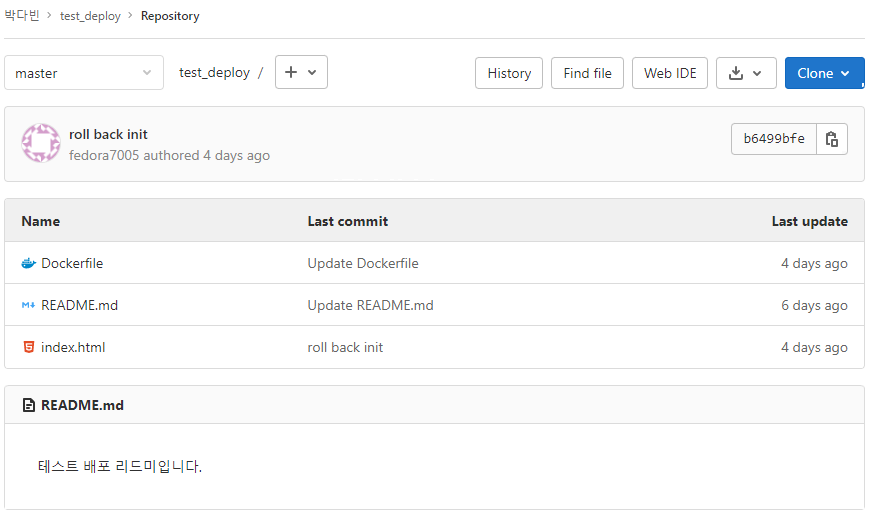 박다빈 > test_deploy > Repository
master test_deploy / + History Find file Web IDE Clone
roll back init
fedora7005 authored 4 days ago
b6499bfe
Name Last commit Last update
Dockerfile Update Dockerfile 4 days ago
M↓ README.md Update README.md 6 days ago
index.html roll back init 4 days ago
README.md
테스트 배포 리드미입니다.